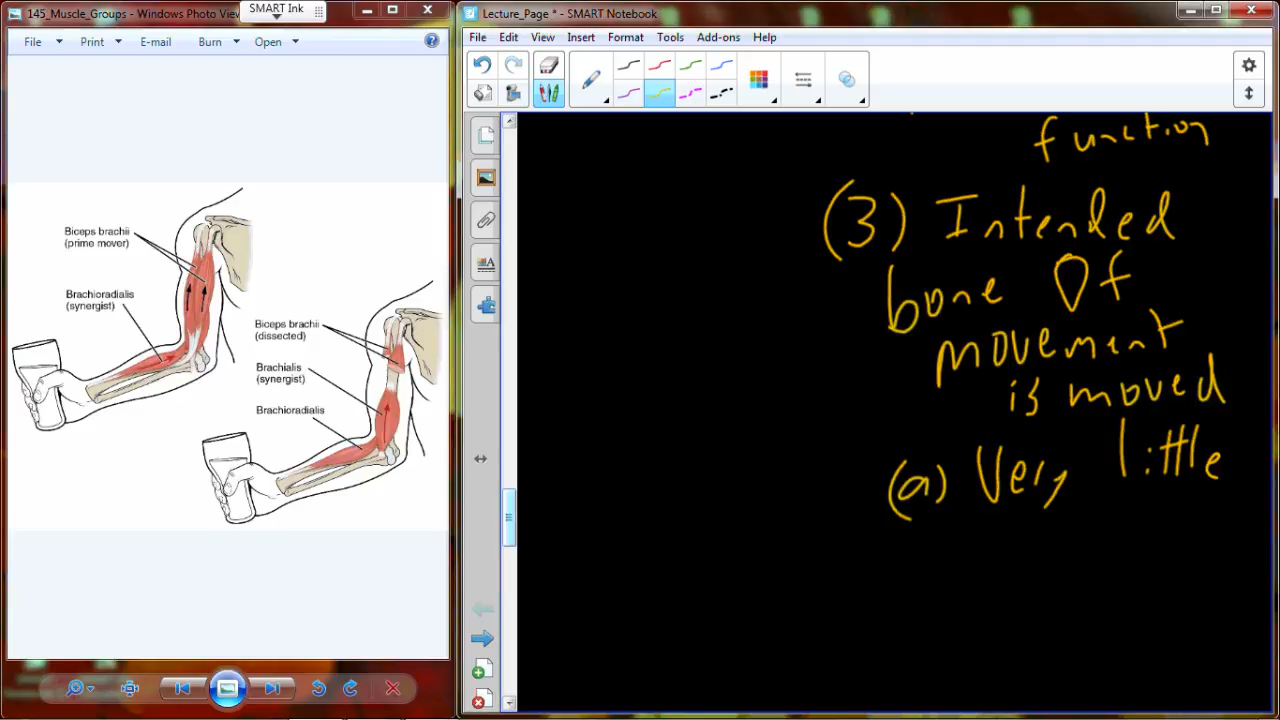 145_Muscle_Groups - Windows Photo View
SMART Ink
File Print E-mail Burn Open
Biceps brachii
(prime mover)
Brachioradialis
(synergist)
Biceps brachii
(dissected)
Brachialis
(synergist)
Brachioradialis
Lecture_Page * - SMART Notebook
File Edit View Insert Format Tools Add-ons Help
function
(3) Intended
bone Of
movement
is moved
(a) Very little